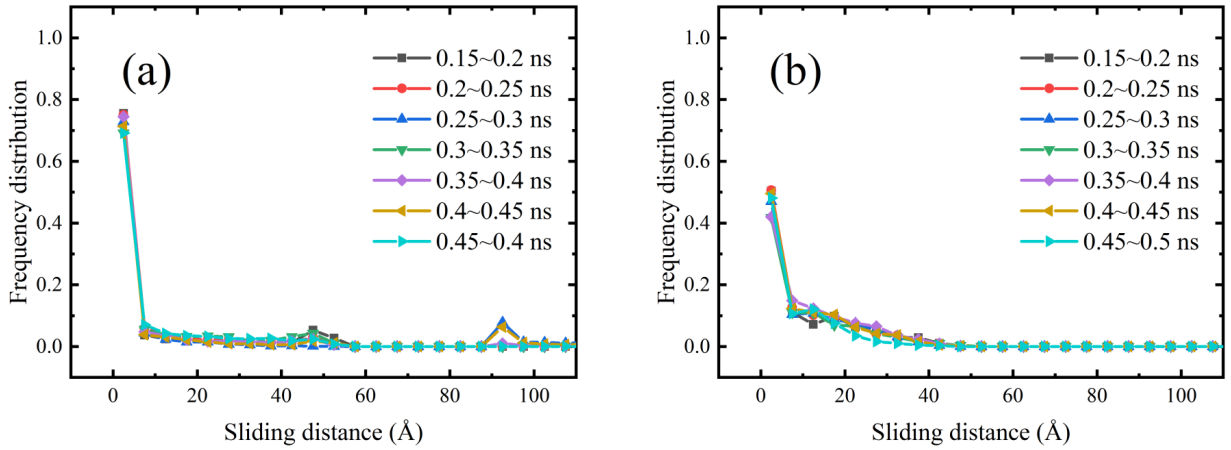 (a)
1.0
0.8
0.6
0.4
0.2
0.0
Frequency distribution
0 20 40 60 80 100
Sliding distance (Å)
0.15~0.2 ns
0.2~0.25 ns
0.25~0.3 ns
0.3~0.35 ns
0.35~0.4 ns
0.4~0.45 ns
0.45~0.4 ns
(b)
1.0
0.8
0.6
0.4
0.2
0.0
Frequency distribution
0 20 40 60 80 100
Sliding distance (Å)
0.15~0.2 ns
0.2~0.25 ns
0.25~0.3 ns
0.3~0.35 ns
0.35~0.4 ns
0.4~0.45 ns
0.45~0.5 ns